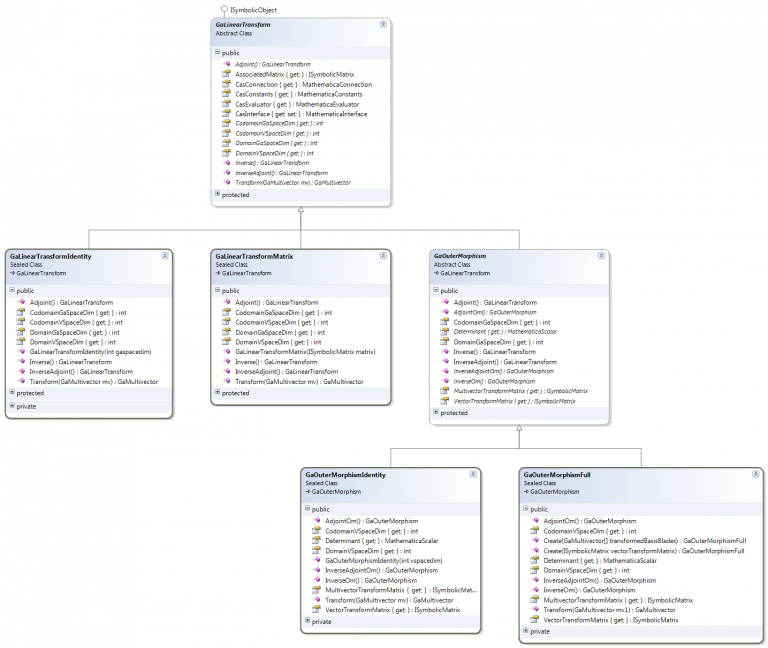 ISymbolicObject
GaLinearTransform
Abstract Class
public
Adjoint() : GaLinearTransform
AssociatedMatrix { get; } : ISymbolicMatrix
CasConnection { get; } : MathematicaConnection
CasConstants { get; } : MathematicaConstants
CasEvaluator { get; } : MathematicaEvaluator
CasInterface { get; set; } : MathematicaInterface
CodomainGaSpaceDim { get; } : int
CodomainVSpaceDim { get; } : int
DomainGaSpaceDim { get; } : int
DomainVSpaceDim { get; } : int
Inverse() : GaLinearTransform
InverseAdjoint() : GaLinearTransform
Transform(GaMultivector mv) : GaMultivector
protected
GaLinearTransformIdentity
Sealed Class
GaLinearTransform
public
Adjoint() : GaLinearTransform
CodomainGaSpaceDim { get; } : int
CodomainVSpaceDim { get; } : int
DomainGaSpaceDim { get; } : int
DomainVSpaceDim { get; } : int
GaLinearTransformIdentity(int gaspacedim)
Inverse() : GaLinearTransform
InverseAdjoint() : GaLinearTransform
Transform(GaMultivector mv) : GaMultivector
protected
private
GaLinearTransformMatrix
Sealed Class
GaLinearTransform
public
Adjoint() : GaLinearTransform
CodomainGaSpaceDim { get; } : int
CodomainVSpaceDim { get; } : int
DomainGaSpaceDim { get; } : int
DomainVSpaceDim { get; } : int
GaLinearTransformMatrix(ISymbolicMatrix matrix)
Inverse() : GaLinearTransform
InverseAdjoint() : GaLinearTransform
Transform(GaMultivector mv) : GaMultivector
protected
GaOuterMorphism
Abstract Class
GaLinearTransform
public
Adjoint() : GaLinearTransform
AdjointOm() : GaOuterMorphism
CodomainGaSpaceDim { get; } : int
Determinant { get; } : MathematicaScalar
DomainGaSpaceDim { get; } : int
Inverse() : GaLinearTransform
InverseAdjoint() : GaLinearTransform
InverseAdjointOm() : GaOuterMorphism
InverseOm() : GaOuterMorphism
MultivectorTransformMatrix { get; } : ISymbolicMatrix
VectorTransformMatrix { get; } : ISymbolicMatrix
protected
GaOuterMorphismIdentity
Sealed Class
GaOuterMorphism
public
AdjointOm() : GaOuterMorphism
CodomainVSpaceDim { get; } : int
Determinant { get; } : MathematicaScalar
DomainVSpaceDim { get; } : int
GaOuterMorphismIdentity(int vspacedim)
InverseAdjointOm() : GaOuterMorphism
InverseOm() : GaOuterMorphism
MultivectorTransformMatrix { get; } : ISymbolicMat...
Transform(GaMultivector mv) : GaMultivector
VectorTransformMatrix { get; } : ISymbolicMatrix
private
GaOuterMorphismFull
Sealed Class
GaOuterMorphism
public
AdjointOm() : GaOuterMorphism
CodomainVSpaceDim { get; } : int
Create(GaMultivector[] transformedBasisBlades) : GaOuterMorphismFull
Create(ISymbolicMatrix vectorTransformMatrix) : GaOuterMorphismFull
Determinant { get; } : MathematicaScalar
DomainVSpaceDim { get; } : int
InverseAdjointOm() : GaOuterMorphism
InverseOm() : GaOuterMorphism
MultivectorTransformMatrix { get; } : ISymbolicMatrix
Transform(GaMultivector mv1) : GaMultivector
VectorTransformMatrix { get; } : ISymbolicMatrix
private